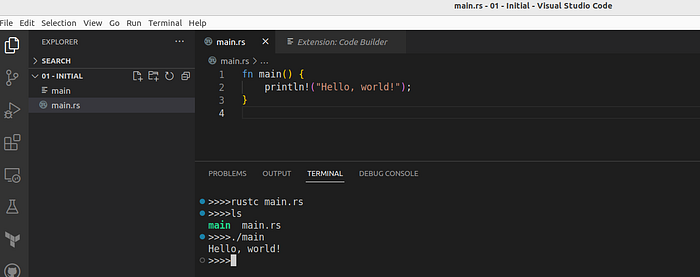 main.rs - 01 - Initial - Visual Studio Code
File Edit Selection View Go Run Terminal Help
EXPLORER
main.rs
Extension: Code Builder
SEARCH
main.rs > ...
01 - INITIAL
main
main.rs
1 fn main() {
2 println!("Hello, world!");
3 }
4
PROBLEMS OUTPUT TERMINAL DEBUG CONSOLE
>>>>rustc main.rs
>>>>ls
main main.rs
>>>>./main
Hello, world!
>>>>